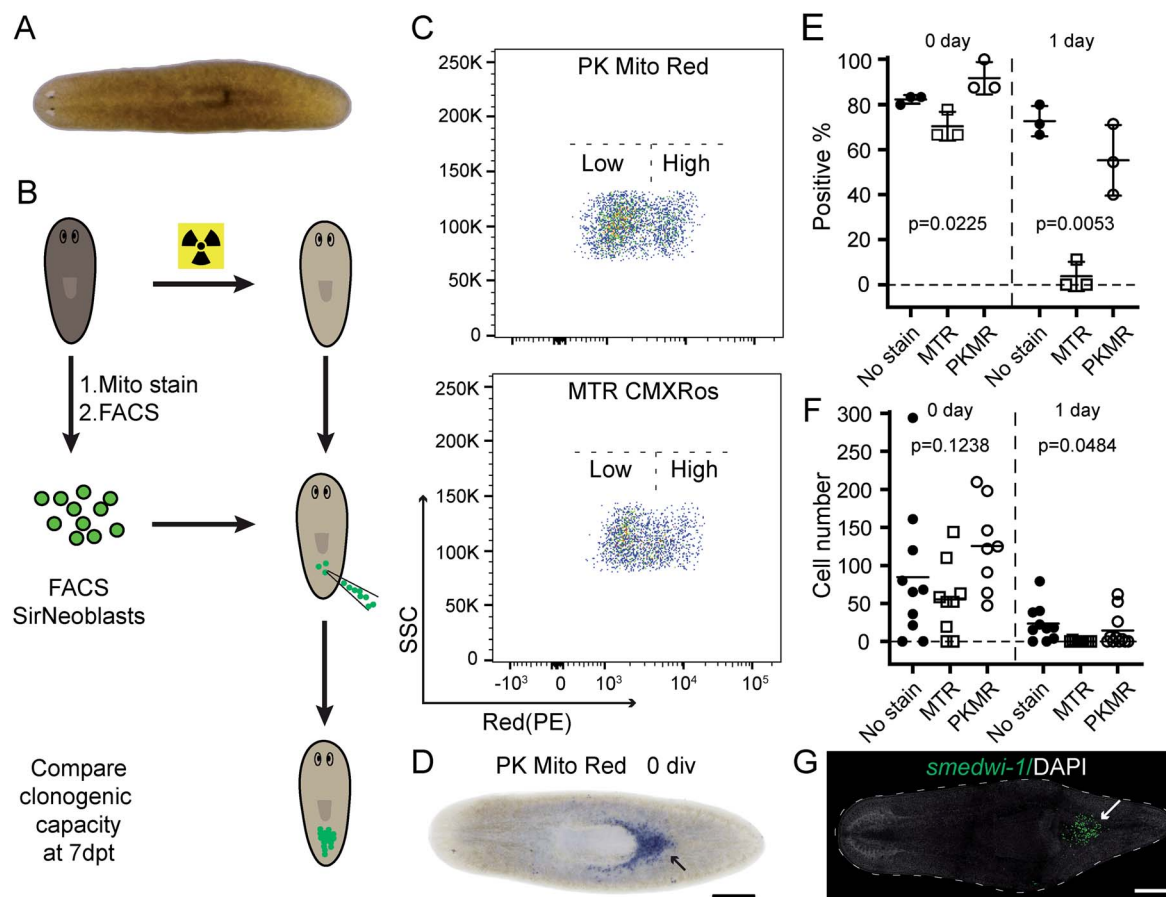 A
B
1.Mito stain
2.FACS
FACS
SirNeoblasts
Compare
clonogenic
capacity
at 7dpt
C
PK Mito Red
250K
200K
150K
100K
50K
0
Low
High
MTR CMXRos
250K
200K
150K
100K
50K
0
Low
High
SSC
-10³ 0 10³ 10⁴ 10⁵
Red(PE)
D
PK Mito Red 0 div
E
0 day 1 day
Positive %
100
80
60
40
20
0
p=0.0225 p=0.0053
No stain MTR PKMR No stain MTR PKMR
F
0 day 1 day
p=0.1238 p=0.0484
Cell number
300
250
200
150
100
50
0
No stain MTR PKMR No stain MTR PKMR
G
smedwi-1/DAPI